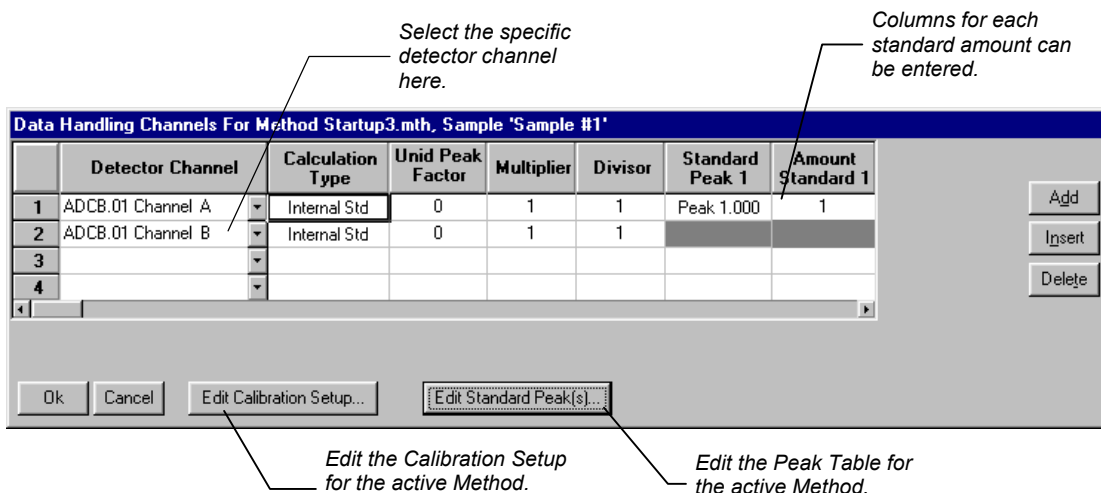 Select the specific
detector channel
here.
Columns for each
standard amount can
be entered.
Data Handling Channels For Method Startup3.mth, Sample 'Sample #1'
Detector Channel
Calculation
Type
Unid Peak
Factor
Multiplier
Divisor
Standard
Peak 1
Amount
Standard 1
1 ADCB.01 Channel A Internal Std 0 1 1 Peak 1.000 1
2 ADCB.01 Channel B Internal Std 0 1 1
3
4
Add
Insert
Delete
Ok Cancel Edit Calibration Setup... Edit Standard Peak(s)...
Edit the Calibration Setup
for the active Method.
Edit the Peak Table for
the active Method.